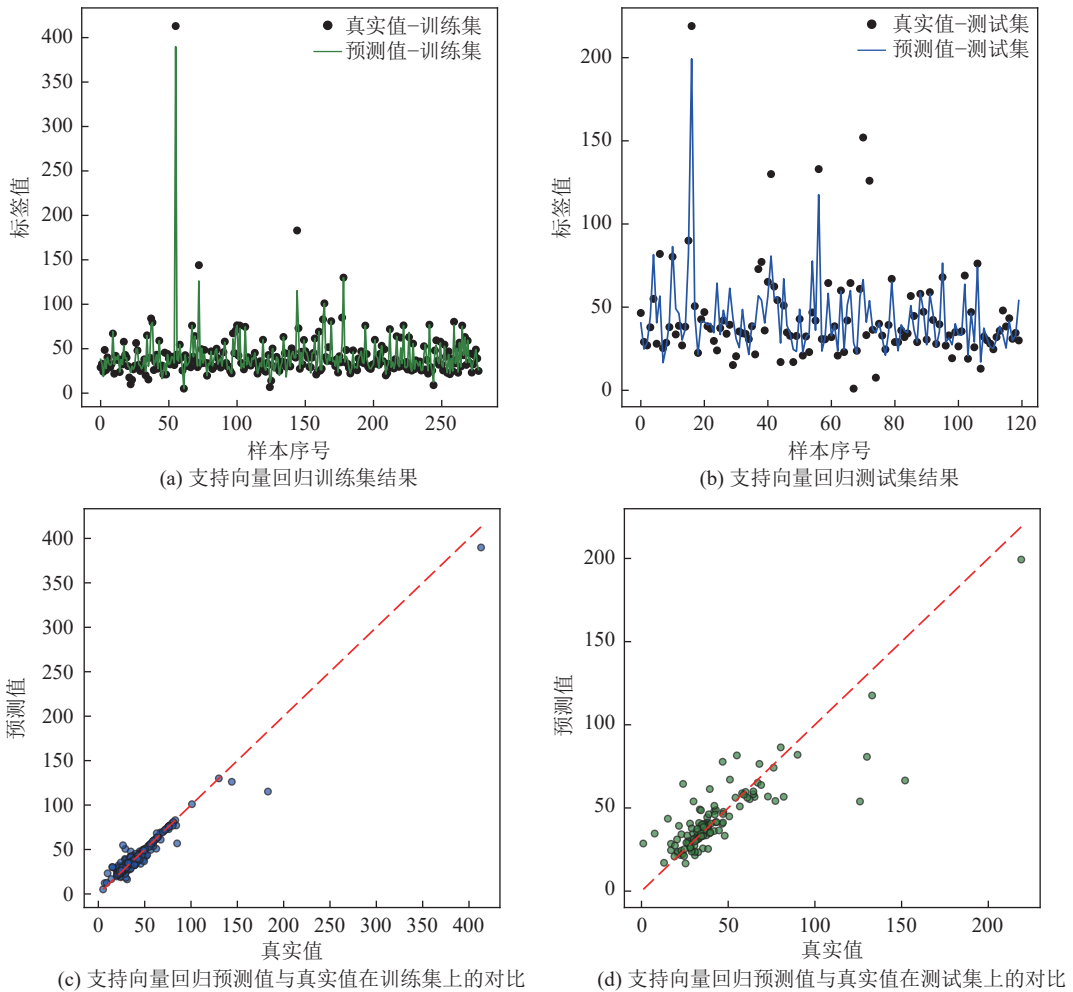 真实值–训练集
预测值–训练集
400
350
300
250
200
150
100
50
0
标签值
0 50 100 150 200 250
样本序号
(a) 支持向量回归训练集结果
真实值–测试集
预测值–测试集
200
150
100
50
0
标签值
0 20 40 60 80 100 120
样本序号
(b) 支持向量回归测试集结果
400
350
300
250
200
150
100
50
0
预测值
0 50 100 150 200 250 300 350 400
真实值
(c) 支持向量回归预测值与真实值在训练集上的对比
200
150
100
50
0
预测值
0 50 100 150 200
真实值
(d) 支持向量回归预测值与真实值在测试集上的对比